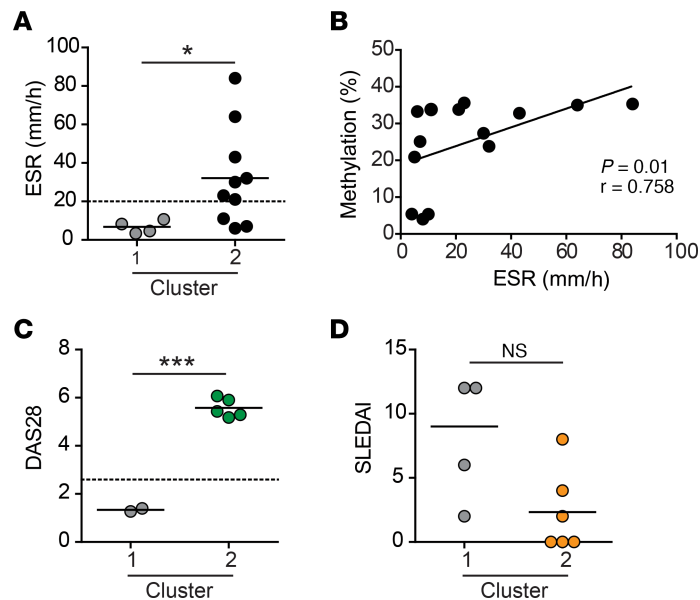 A
ESR (mm/h)
100
80
60
40
20
0
*
1
2
Cluster
B
Methylation (%)
50
40
30
20
10
0
P = 0.01
r = 0.758
0
20
40
60
80
100
ESR (mm/h)
C
DAS28
8
6
4
2
0
***
1
2
Cluster
D
SLEDAI
15
10
5
0
NS
1
2
Cluster